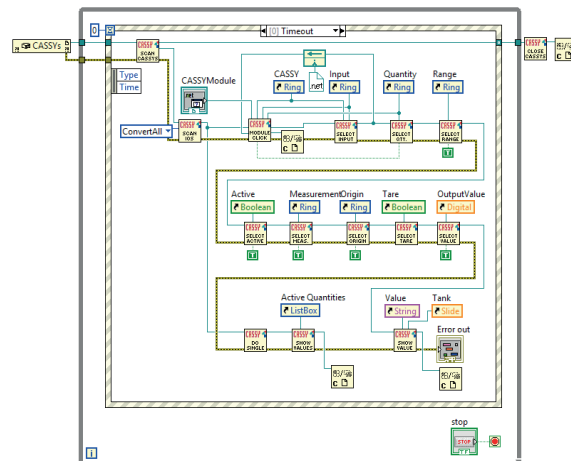 0
[0] Timeout
CASSYs
CASSY
SCAN
CASSYS
CASSY
CLOSE
CASSYS
Type
Time
CASSYModule
.net
CASSY
Ring
Input
Ring
Quantity
Ring
Range
Ring
.net
ConvertAll
CASSY
SCAN
IOS
CASSY
MODULE
CLICK
CASSY
SELECT
INPUT
CASSY
SELECT
QTY.
CASSY
SELECT
RANGE
T
Active
Boolean
Measurement
Ring
Origin
Ring
Tare
Boolean
OutputValue
Digital
CASSY
SELECT
ACTIVE
CASSY
SELECT
MEAS.
CASSY
SELECT
ORIGIN
CASSY
SELECT
TARE
CASSY
SELECT
VALUE
T
T
T
T
T
Active Quantities
ListBox
Value
String
Tank
Slide
CASSY
DO
SINGLE
CASSY
SHOW
VALUES
CASSY
SHOW
VALUE
Error out
stop
STOP
i